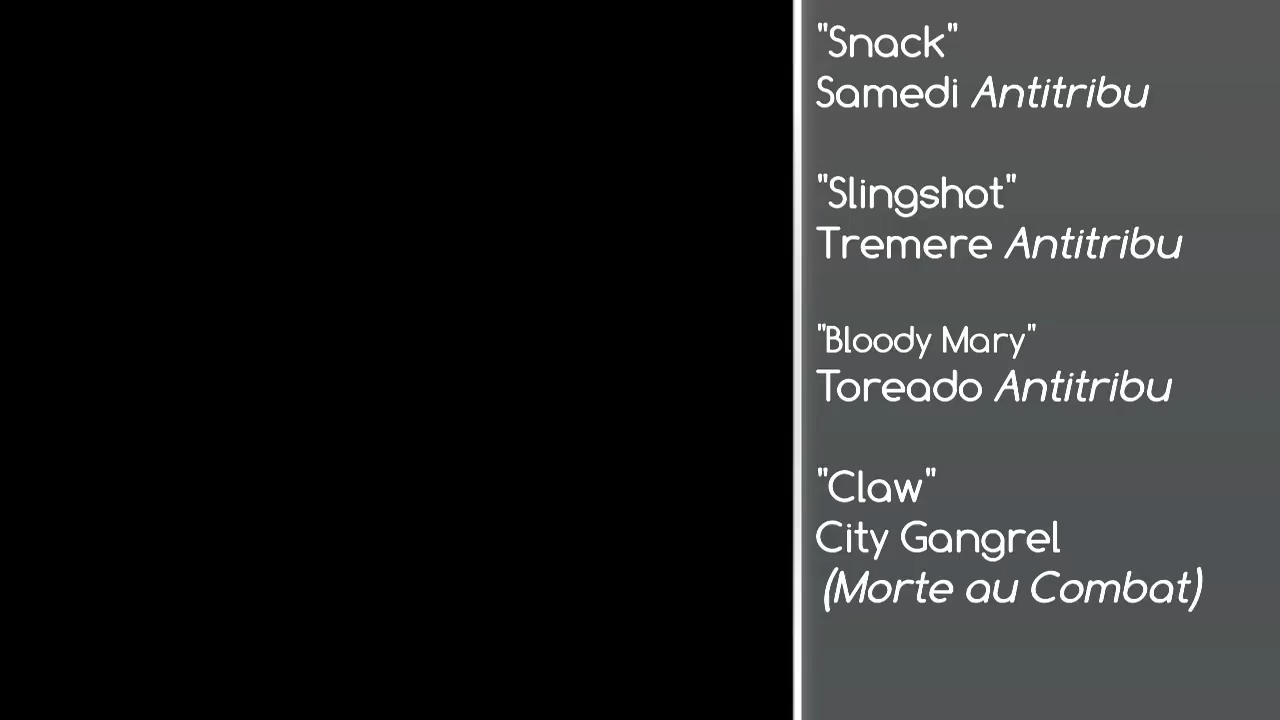 "Snack"
Samedi Antitribu
"Slingshot"
Tremere Antitribu
"Bloody Mary"
Toreado Antitribu
"Claw"
City Gangrel
(Morte au Combat)